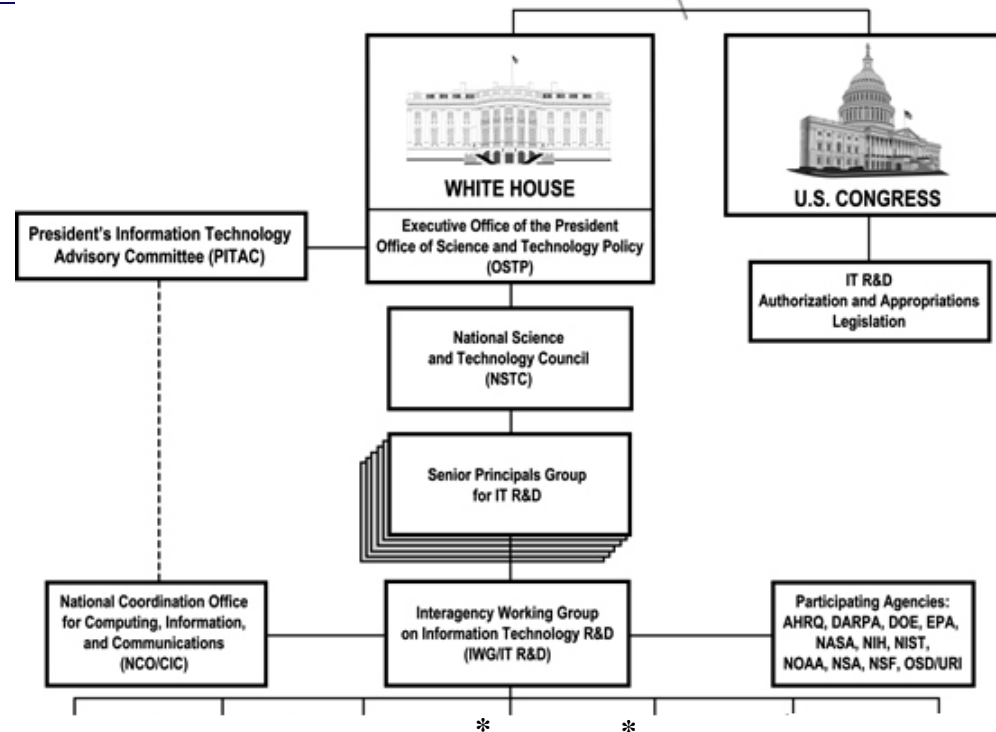 WHITE HOUSE
Executive Office of the President
Office of Science and Technology Policy
(OSTP)
U.S. CONGRESS
President's Information Technology
Advisory Committee (PITAC)
IT R&D
Authorization and Appropriations
Legislation
National Science
and Technology Council
(NSTC)
Senior Principals Group
for IT R&D
National Coordination Office
for Computing, Information,
and Communications
(NCO/CIC)
Interagency Working Group
on Information Technology R&D
(IWG/IT R&D)
Participating Agencies:
AHRQ, DARPA, DOE, EPA,
NASA, NIH, NIST,
NOAA, NSA, NSF, OSD/URI
* *